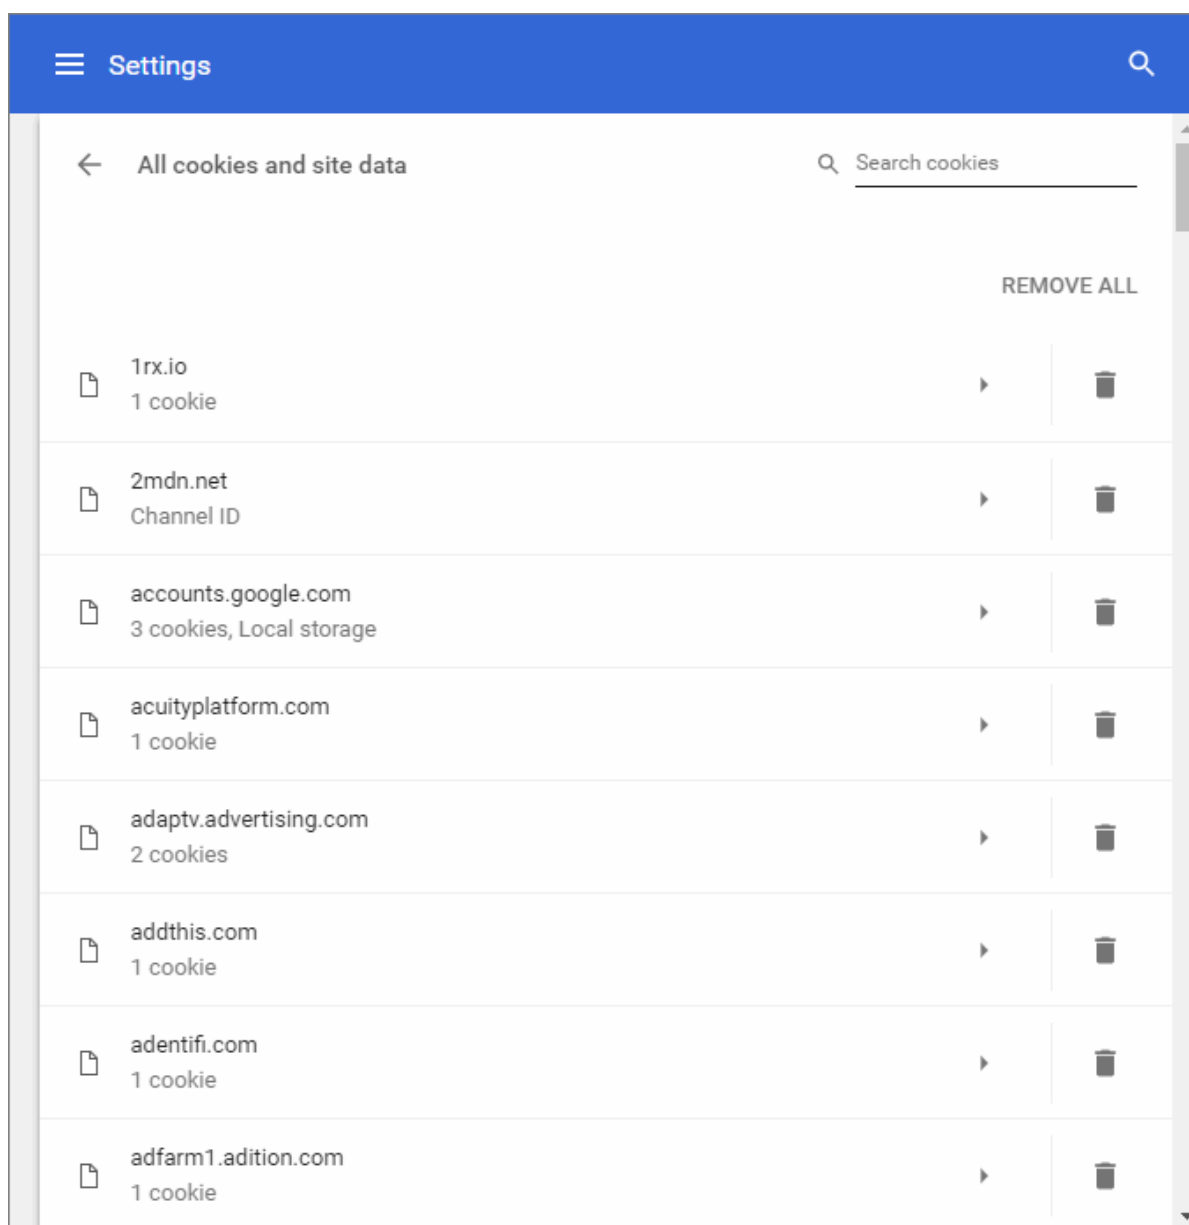 Settings
All cookies and site data
Search cookies
REMOVE ALL
1rx.io
1 cookie
2mdn.net
Channel ID
accounts.google.com
3 cookies, Local storage
acuityplatform.com
1 cookie
adaptv.advertising.com
2 cookies
addthis.com
1 cookie
adentifi.com
1 cookie
adfarm1.adition.com
1 cookie